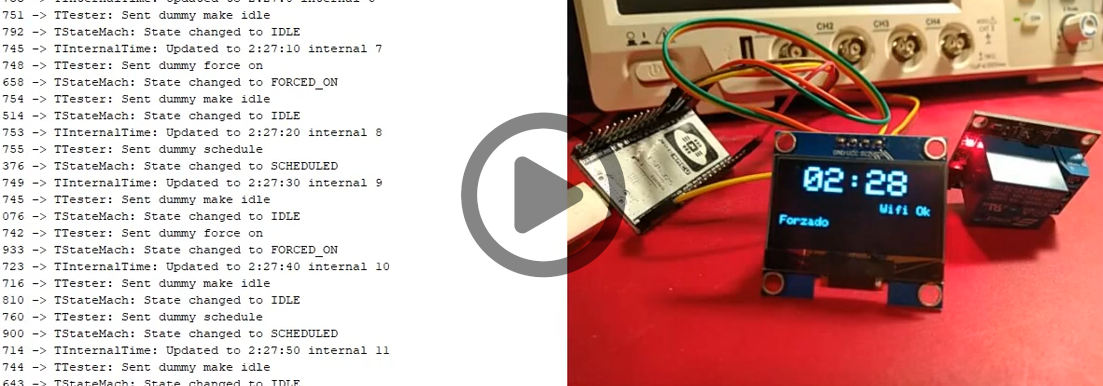 751 -> TTester: Sent dummy make idle
792 -> TStateMach: State changed to IDLE
745 -> TInternalTime: Updated to 2:27:10 internal 7
748 -> TTester: Sent dummy force on
658 -> TStateMach: State changed to FORCED_ON
754 -> TTester: Sent dummy make idle
514 -> TStateMach: State changed to IDLE
753 -> TInternalTime: Updated to 2:27:20 internal 8
755 -> TTester: Sent dummy schedule
376 -> TStateMach: State changed to SCHEDULED
749 -> TInternalTime: Updated to 2:27:30 internal 9
745 -> TTester: Sent dummy make idle
076 -> TStateMach: State changed to IDLE
742 -> TTester: Sent dummy force on
933 -> TStateMach: State changed to FORCED_ON
723 -> TInternalTime: Updated to 2:27:40 internal 10
716 -> TTester: Sent dummy make idle
810 -> TStateMach: State changed to IDLE
760 -> TTester: Sent dummy schedule
900 -> TStateMach: State changed to SCHEDULED
714 -> TInternalTime: Updated to 2:27:50 internal 11
744 -> TTester: Sent dummy make idle
643 -> TStateMach: State changed to IDLE
CH2 CH3 CH4
02:28
Wifi Ok
Forzado